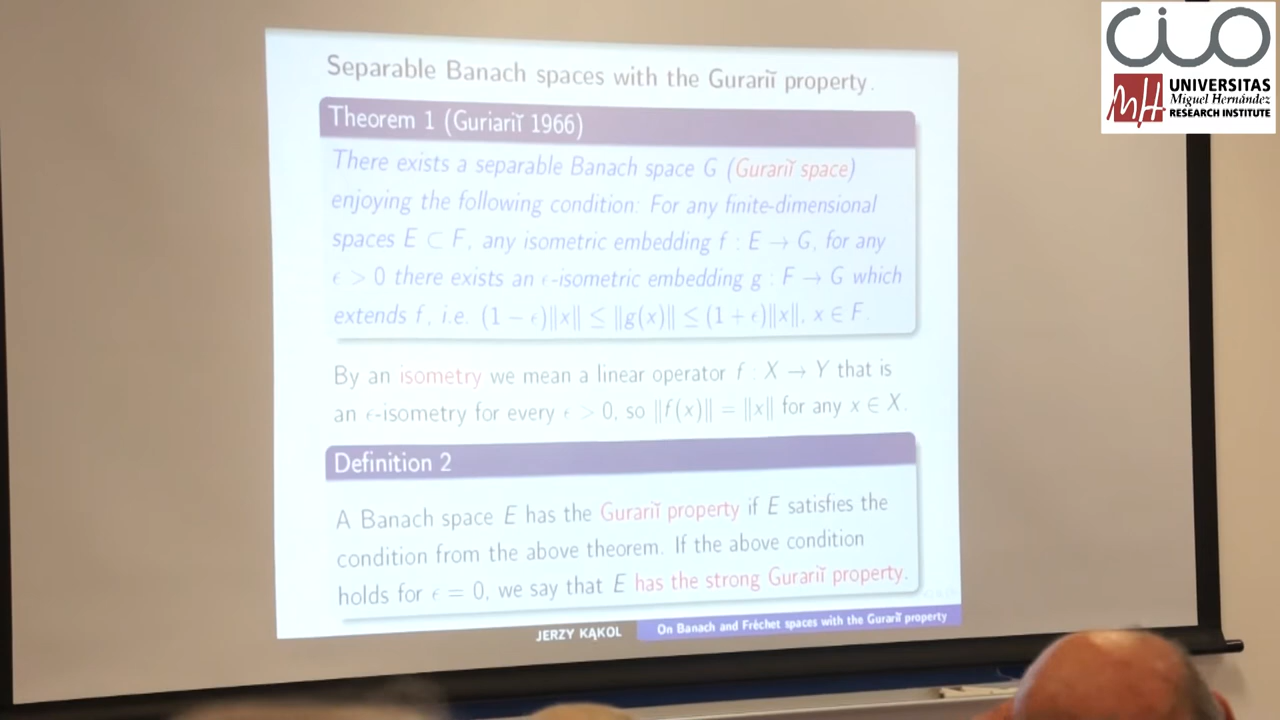 Separable Banach spaces with the Gurariĭ property.
Theorem 1 (Guriariĭ 1966)
There exists a separable Banach space G (Gurariĭ space)
enjoying the following condition: For any finite-dimensional
spaces E ⊂ F, any isometric embedding f : E → G, for any
ϵ > 0 there exists an ϵ-isometric embedding g : F → G which
extends f, i.e. (1 − ϵ)‖x‖ ≤ ‖g(x)‖ ≤ (1 + ϵ)‖x‖, x ∈ F.
By an isometry we mean a linear operator f : X → Y that is
an ϵ-isometry for every ϵ > 0, so ‖f(x)‖ = ‖x‖ for any x ∈ X.
Definition 2
A Banach space E has the Gurariĭ property if E satisfies the
condition from the above theorem. If the above condition
holds for ϵ = 0, we say that E has the strong Gurariĭ property.
JERZY KĄKOL On Banach and Fréchet spaces with the Gurariĭ property
CIO
MH UNIVERSITAS
Miguel Hernández
RESEARCH INSTITUTE